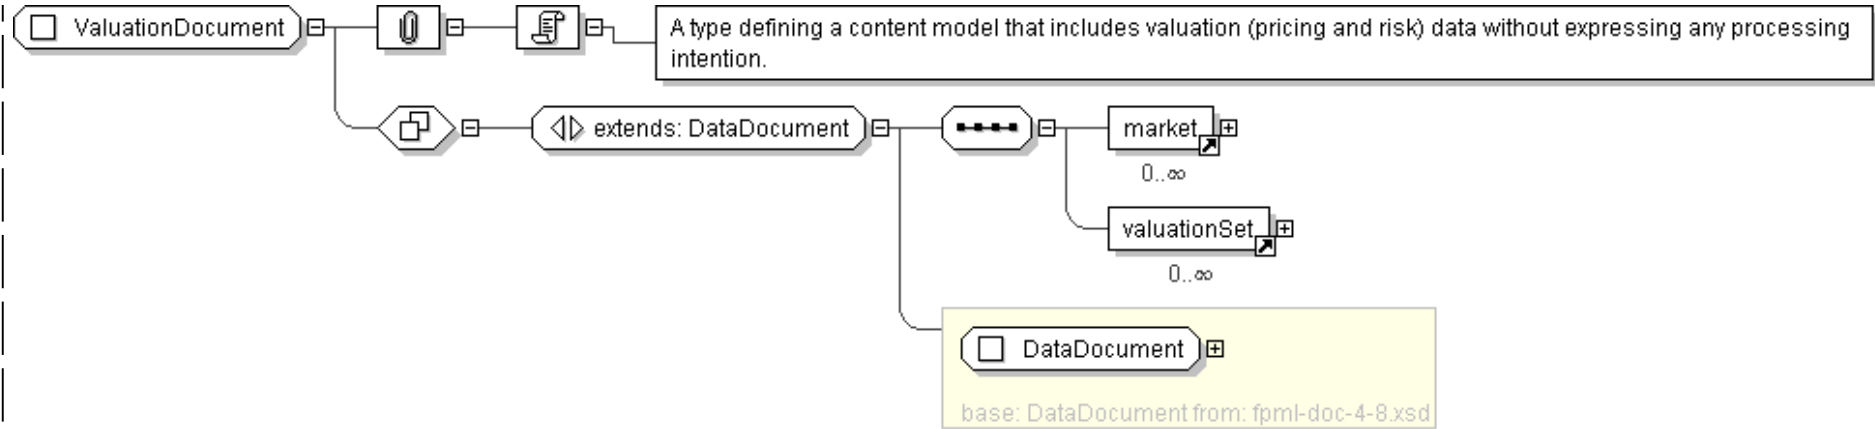 ValuationDocument
A type defining a content model that includes valuation (pricing and risk) data without expressing any processing
intention.
extends: DataDocument
market
0..∞
valuationSet
0..∞
DataDocument
base: DataDocument from: fpml-doc-4-8.xsd